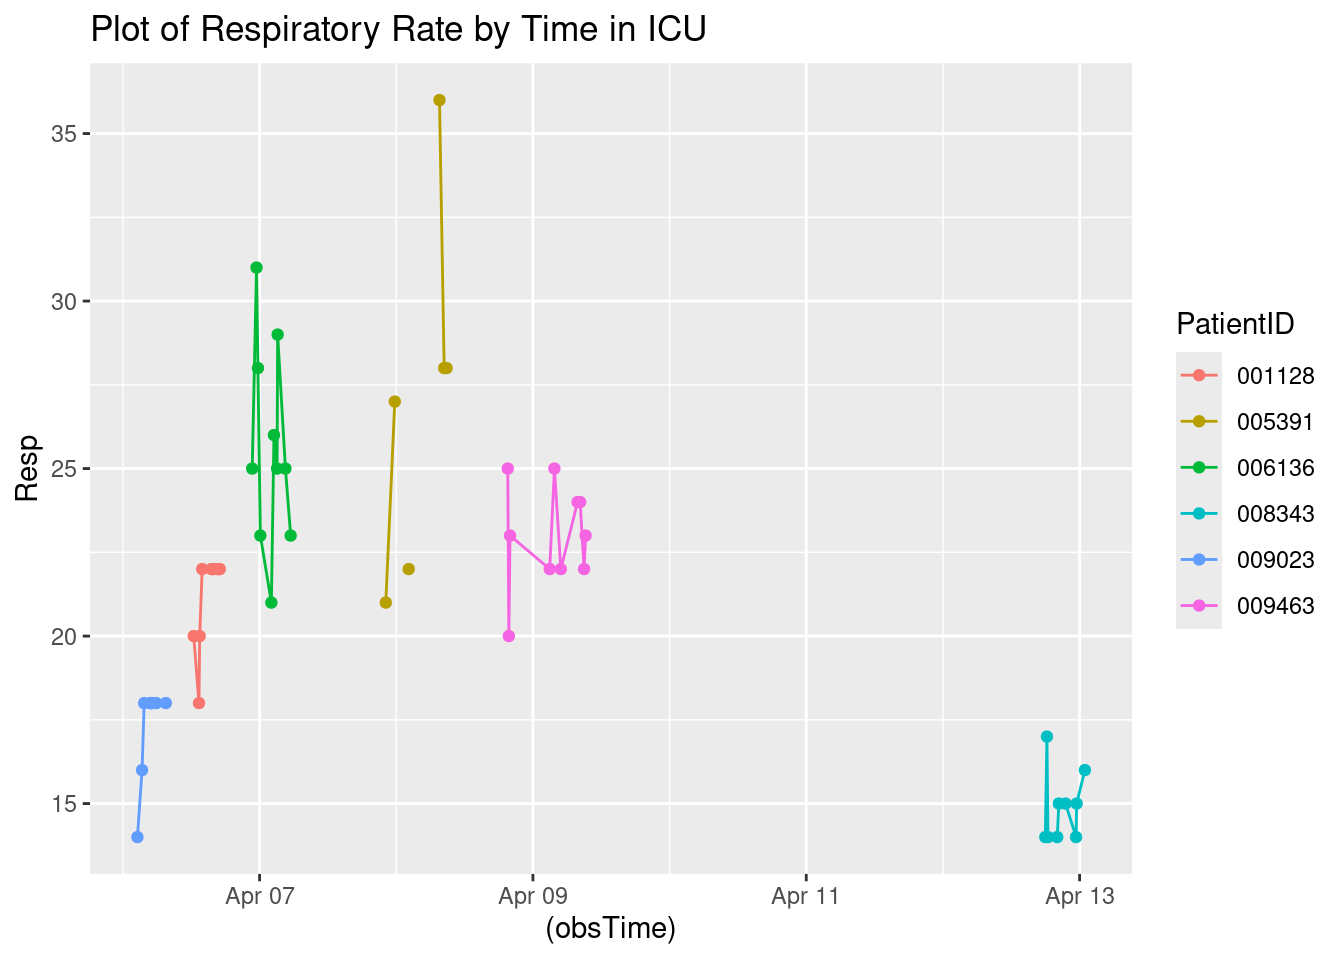 Plot of Respiratory Rate by Time in ICU
35
30
25
20
15
Resp
Apr 07
Apr 09
Apr 11
Apr 13
(obsTime)
PatientID
001128
005391
006136
008343
009023
009463